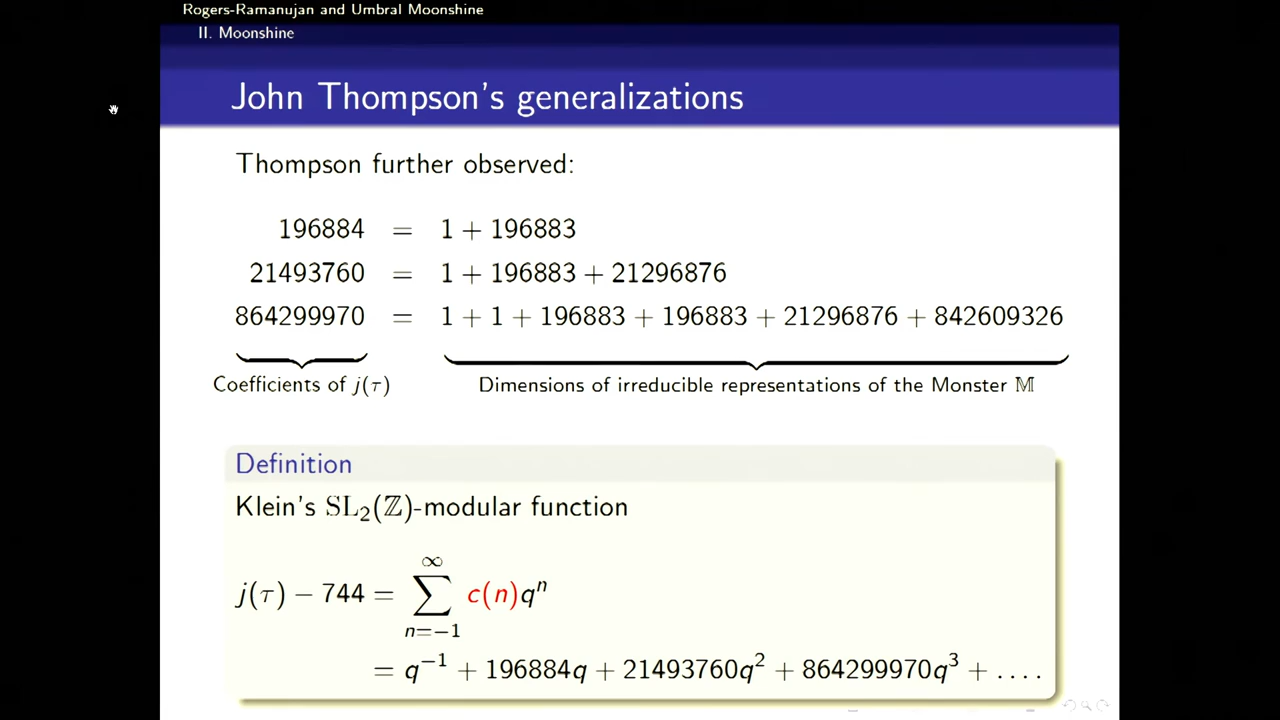 Rogers-Ramanujan and Umbral Moonshine
II. Moonshine
John Thompson's generalizations
Thompson further observed:
196884 = 1 + 196883
21493760 = 1 + 196883 + 21296876
864299970 = 1 + 1 + 196883 + 196883 + 21296876 + 842609326
Coefficients of j(τ) Dimensions of irreducible representations of the Monster 𝕄
Definition
Klein's SL₂(ℤ)-modular function
j(τ) − 744 = ∑_{n=−1}^{∞} c(n)qⁿ
= q⁻¹ + 196884q + 21493760q² + 864299970q³ + ....